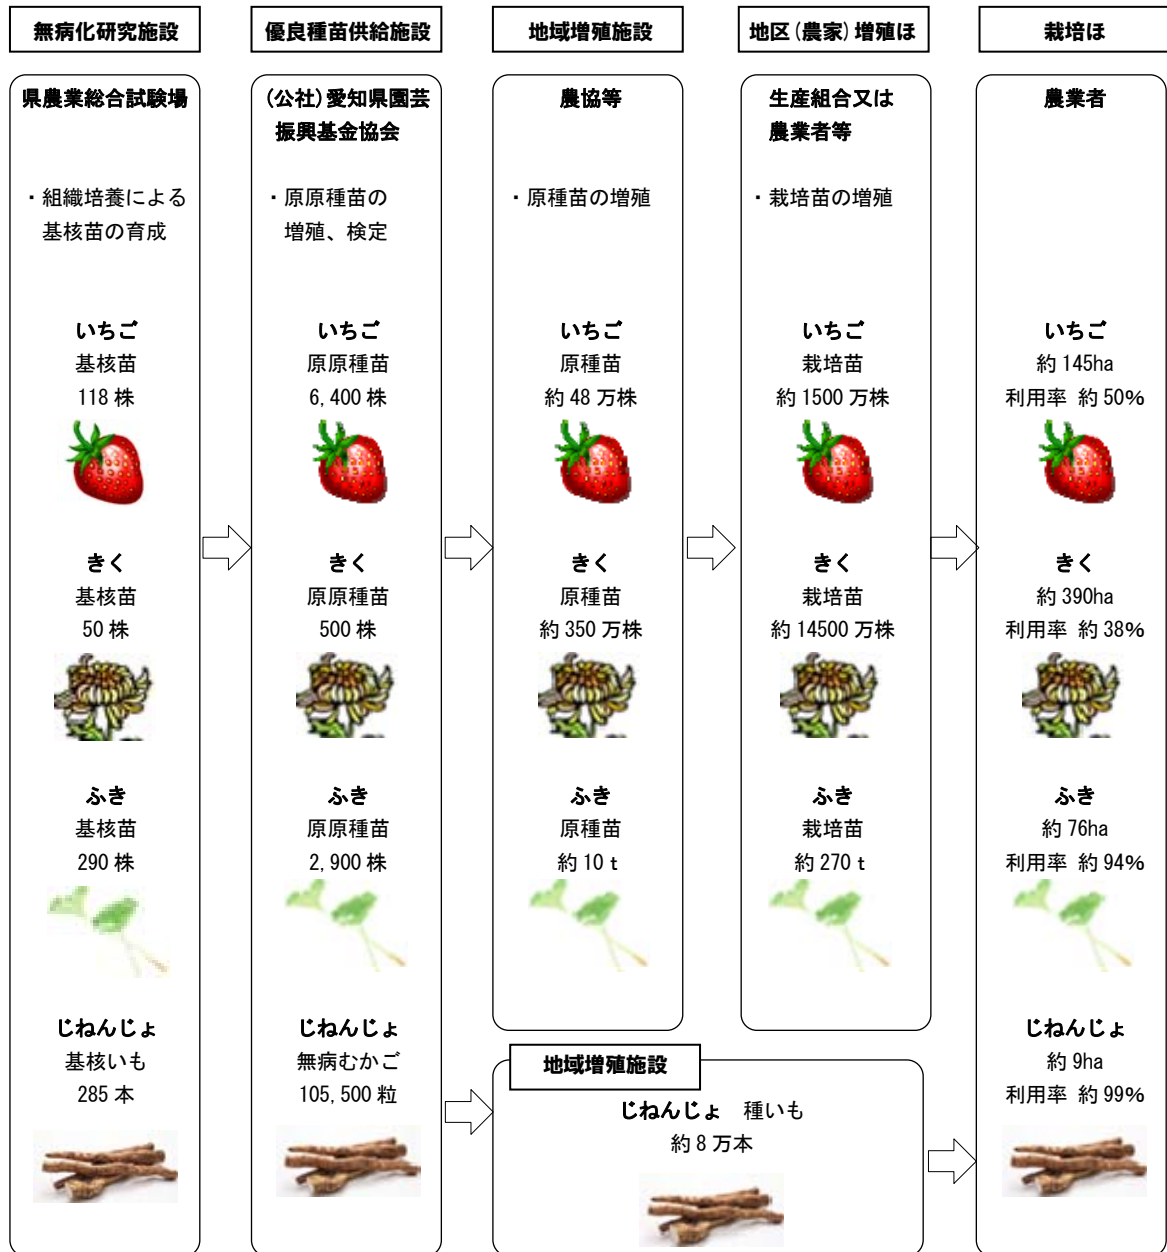 無病化研究施設
優良種苗供給施設
地域増殖施設
地区(農家)増殖ほ
栽培ほ
県農業総合試験場
・組織培養による
基核苗の育成
いちご
基核苗
118 株
きく
基核苗
50 株
ふき
基核苗
290 株
じねんじょ
基核いも
285 本
(公社)愛知県園芸
振興基金協会
・原原種苗の
増殖、検定
いちご
原原種苗
6,400 株
きく
原原種苗
500 株
ふき
原原種苗
2,900 株
じねんじょ
無病むかご
105,500 粒
農協等
・原種苗の増殖
いちご
原種苗
約 48 万株
きく
原種苗
約 350 万株
ふき
原種苗
約 10 t
生産組合又は
農業者等
・栽培苗の増殖
いちご
栽培苗
約 1500 万株
きく
栽培苗
約 14500 万株
ふき
栽培苗
約 270 t
地域増殖施設
じねんじょ 種いも
約 8 万本
農業者
いちご
約 145ha
利用率 約 50%
きく
約 390ha
利用率 約 38%
ふき
約 76ha
利用率 約 94%
じねんじょ
約 9ha
利用率 約 99%